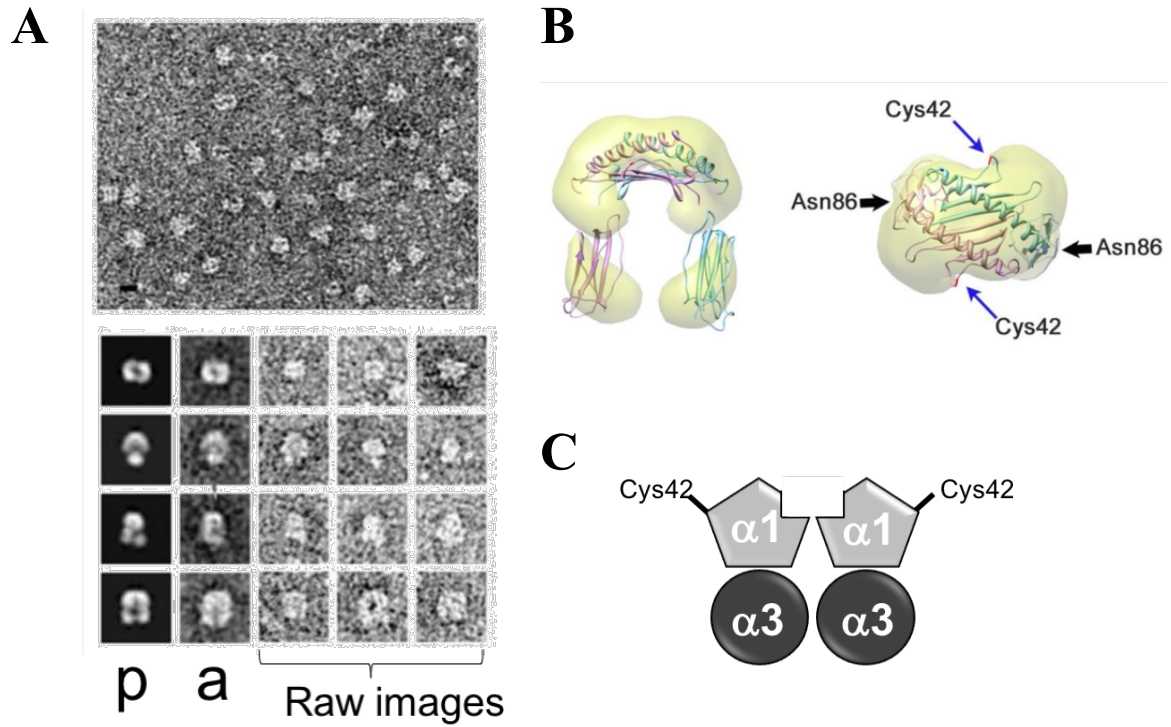 A
B
Cys42
Asn86
Asn86
Cys42
p a
Raw images
C
Cys42 Cys42
α1 α1
α3 α3